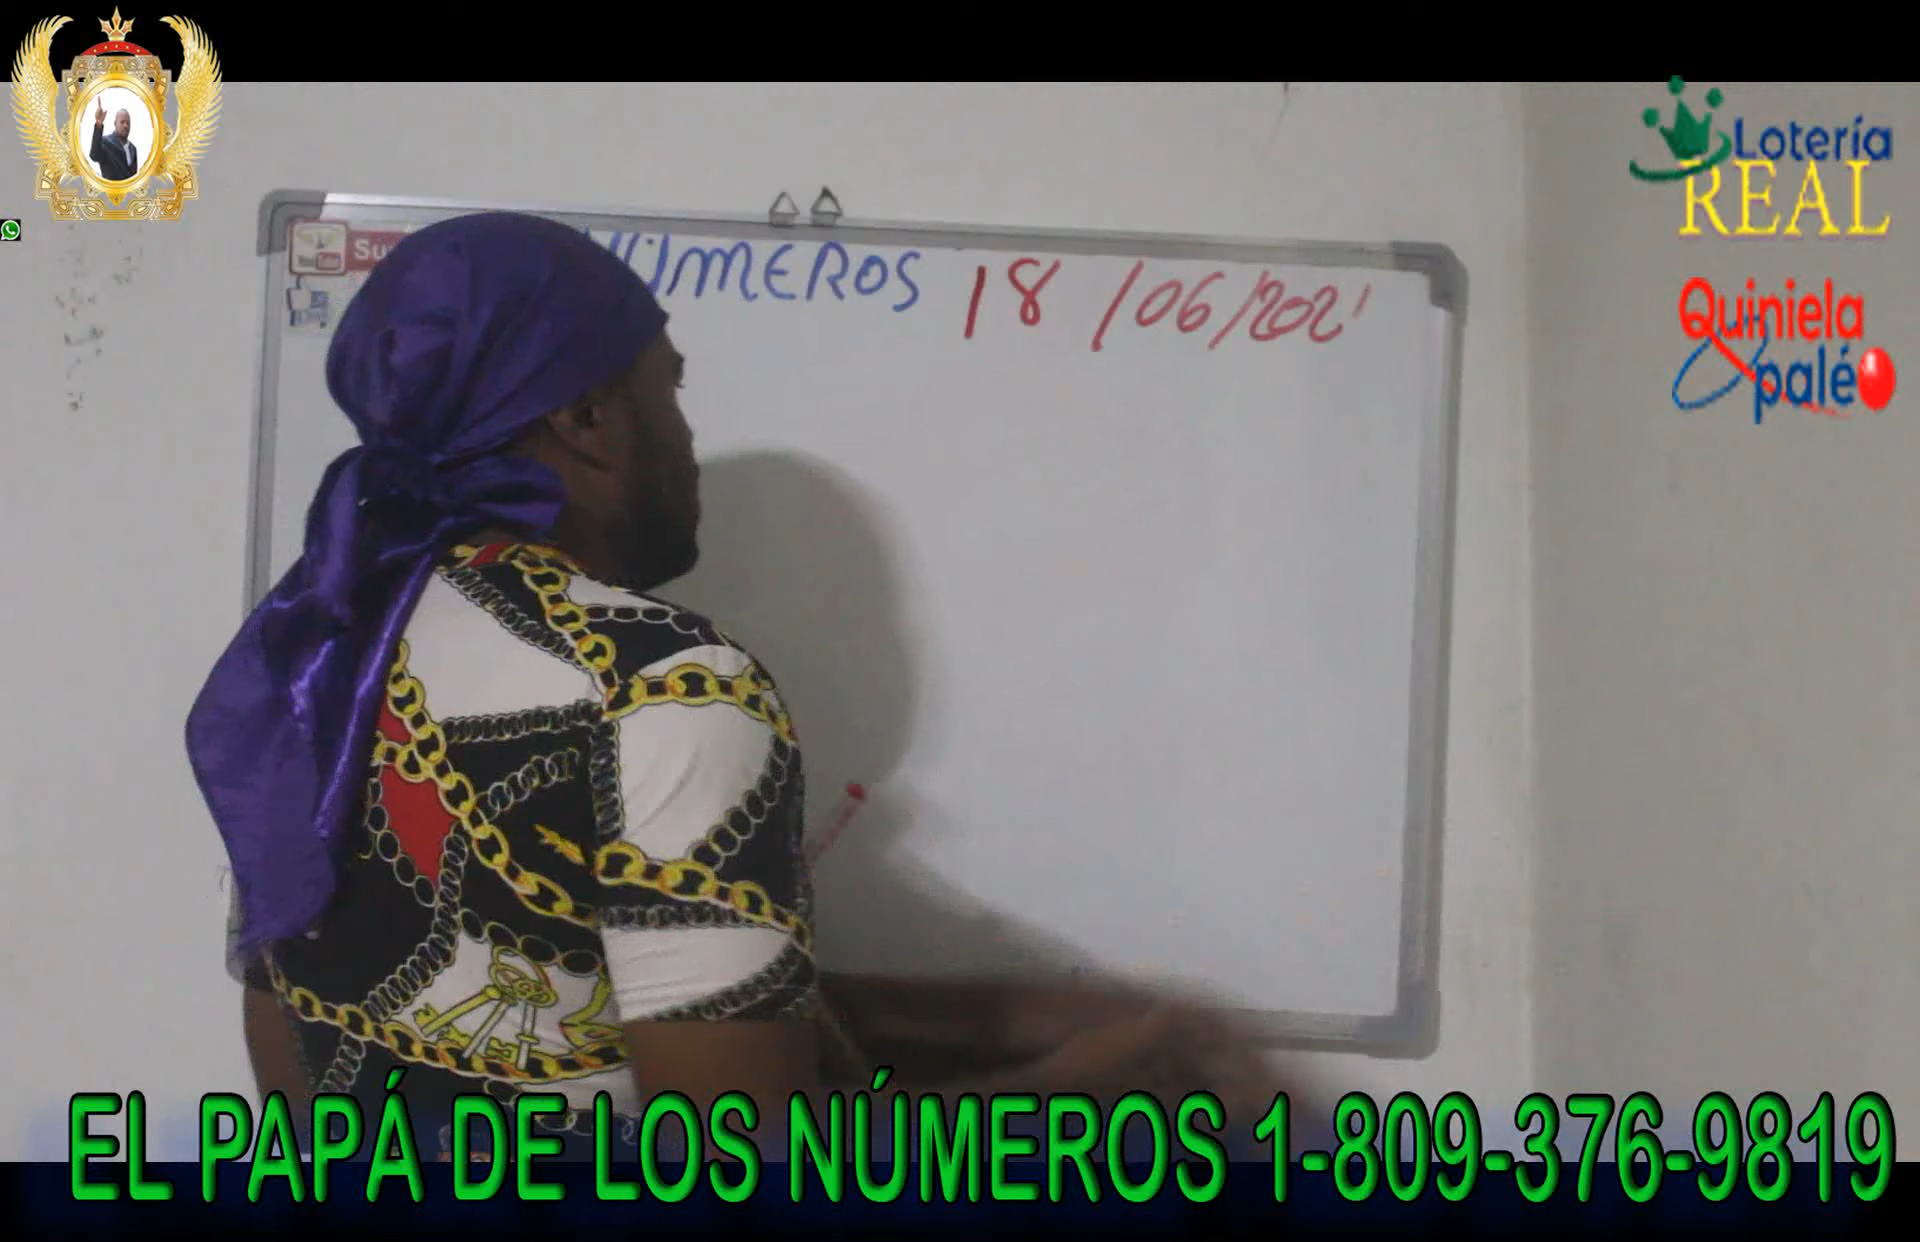 Lotería
REAL
Quiniela
palé
NÚMEROS 18/06/2021
EL PAPÁ DE LOS NÚMEROS 1-809-376-9819